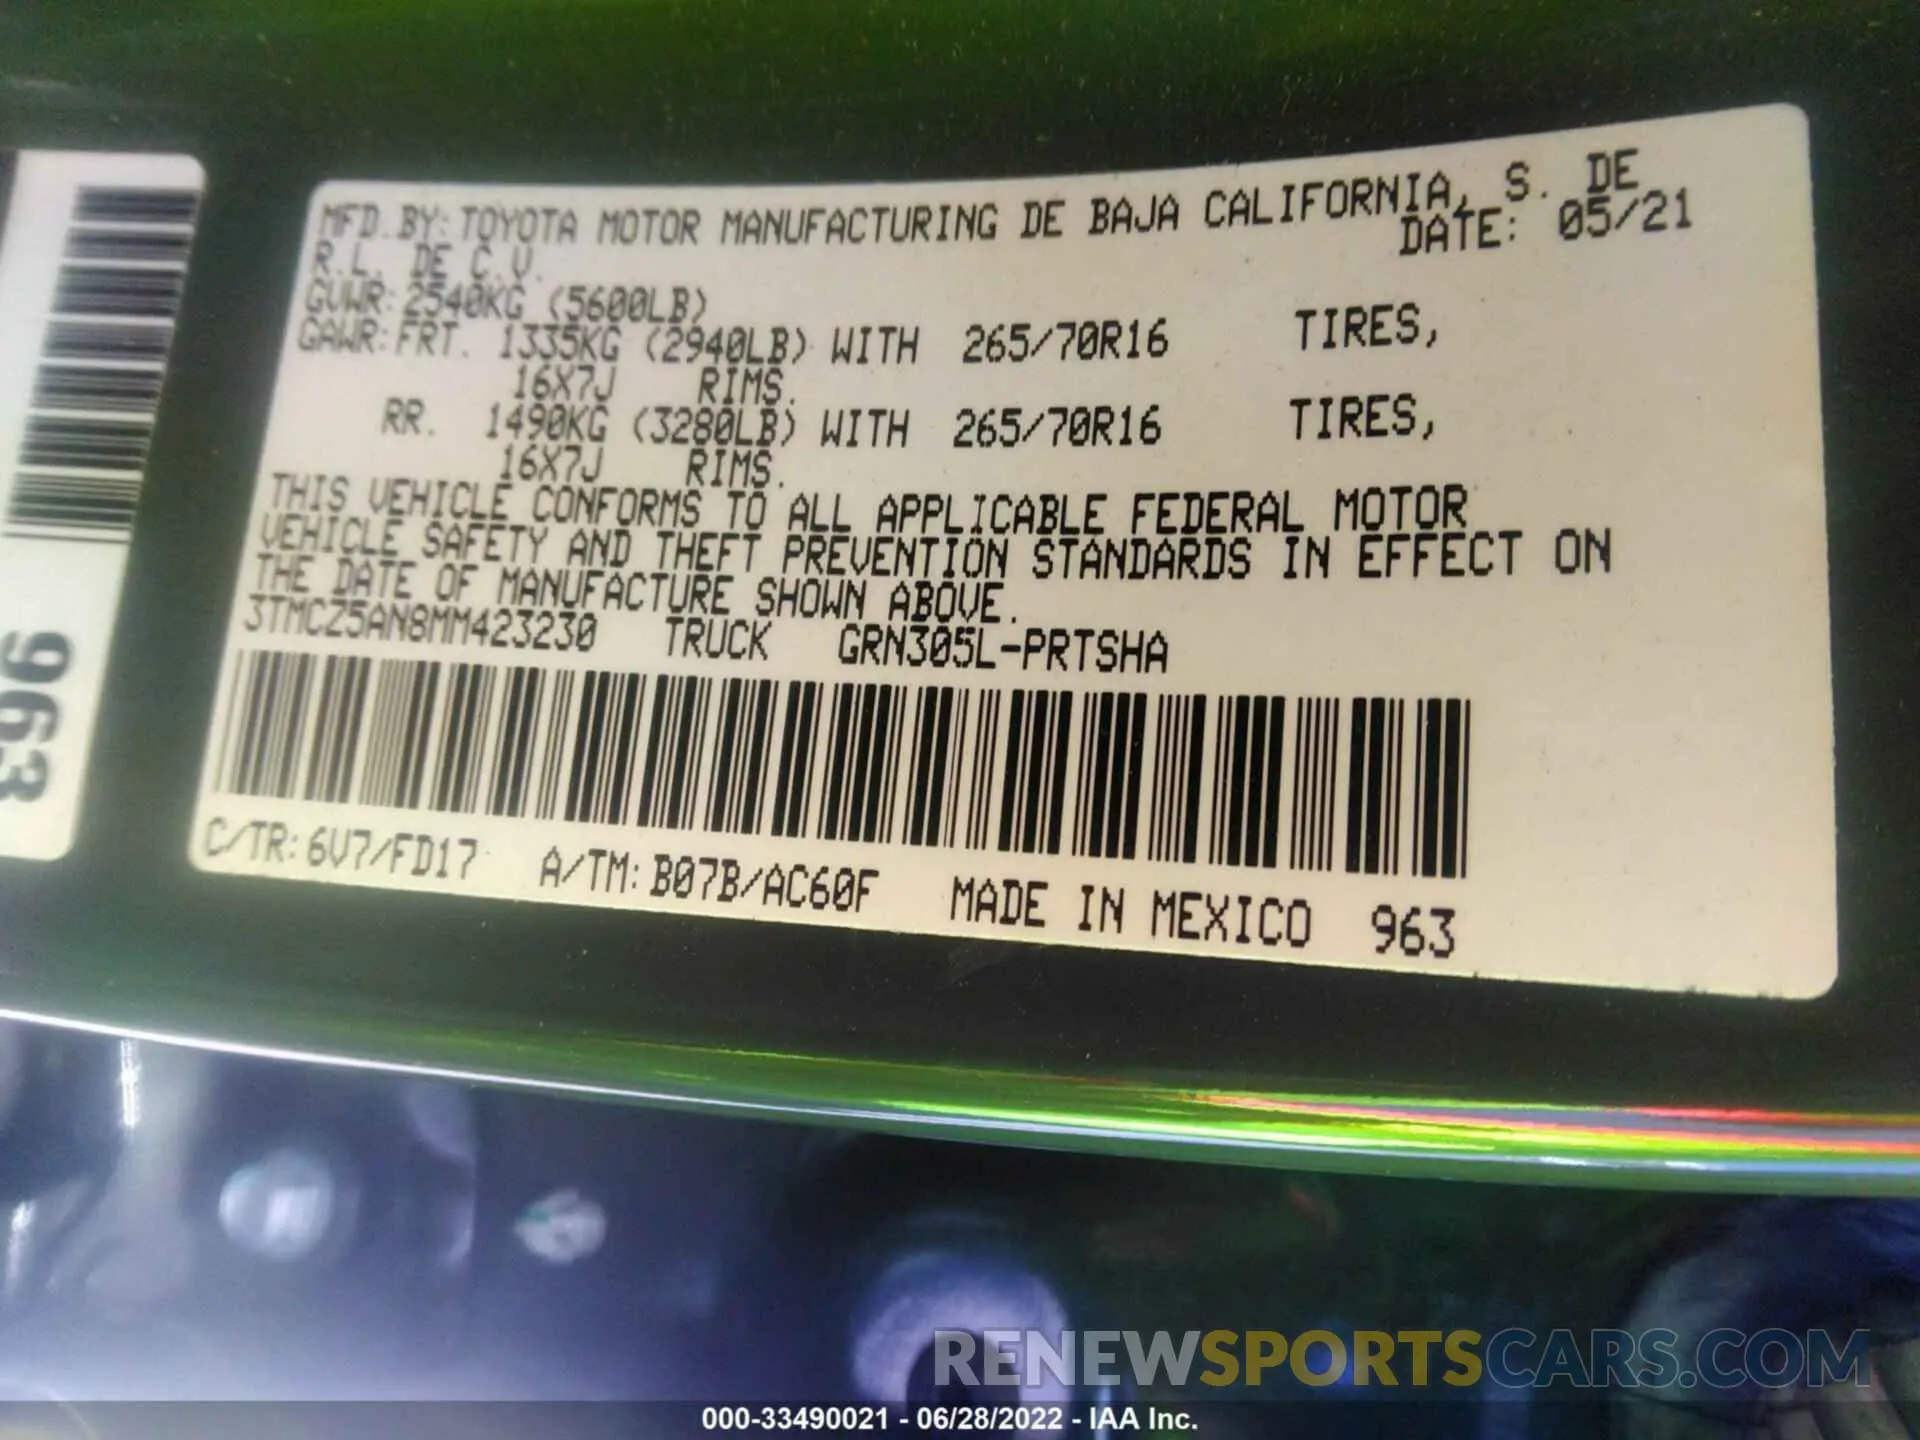 MFD.BY:TOYOTA MOTOR MANUFACTURING DE BAJA CALIFORNIA, S. DE
R.L. DE C.V. DATE: 05/21
GVWR:2540KG (5600LB)
GAWR:FRT. 1335KG (2940LB) WITH 265/70R16 TIRES,
16X7J RIMS.
RR. 1490KG (3280LB) WITH 265/70R16 TIRES,
16X7J RIMS.
THIS VEHICLE CONFORMS TO ALL APPLICABLE FEDERAL MOTOR
VEHICLE SAFETY AND THEFT PREVENTION STANDARDS IN EFFECT ON
THE DATE OF MANUFACTURE SHOWN ABOVE.
3TMCZ5AN8MM423230 TRUCK GRN305L-PRTSHA
C/TR:6V7/FD17 A/TM:B07B/AC60F MADE IN MEXICO 963
963
RENEWSPORTSCARS.COM
000-33490021 - 06/28/2022 - IAA Inc.